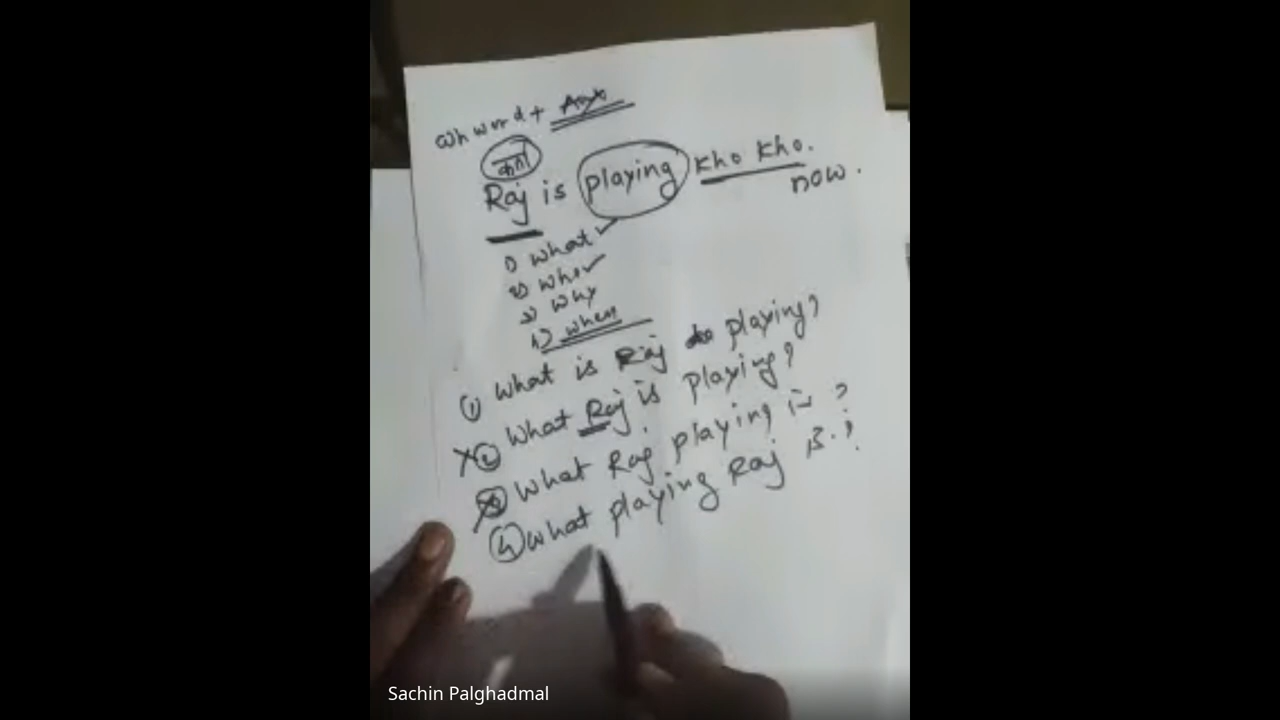 Wh word + Aux
कर्ता
Raj is playing Kho Kho.
now.
1) What
2) Who
3) Why
4) when
① What is Raj playing?
② What Raj is playing?
What Raj playing is ?
④ What playing Raj is.?
Sachin Palghadmal